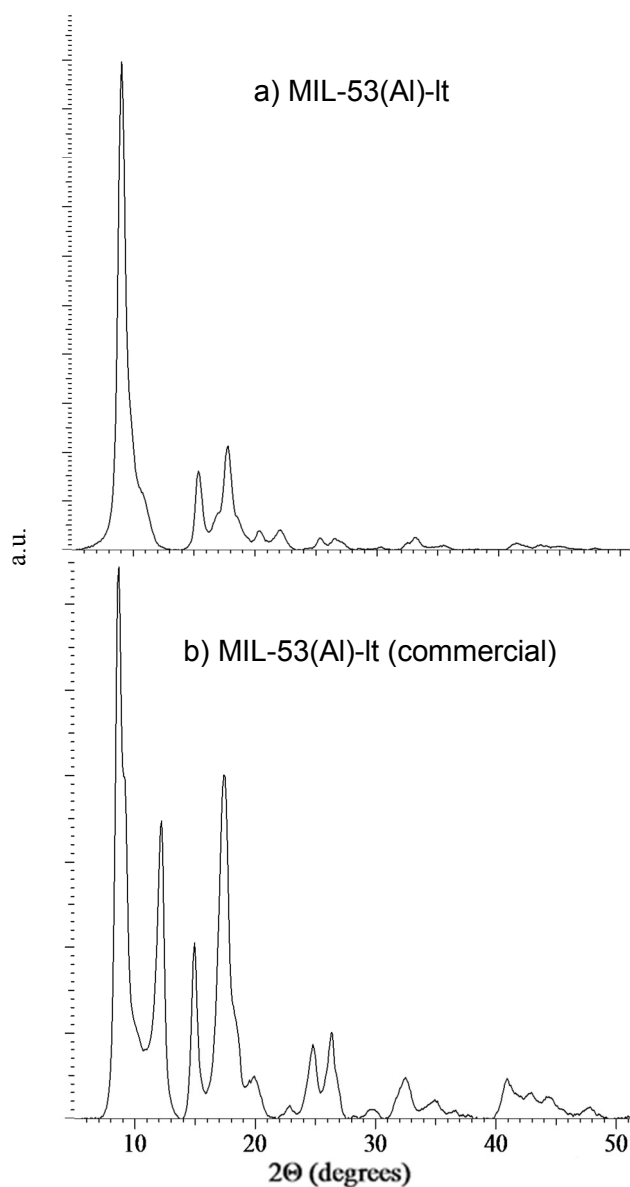 a) MIL-53(Al)-lt
a.u.
b) MIL-53(Al)-lt (commercial)
10 20 30 40 50
2Θ (degrees)